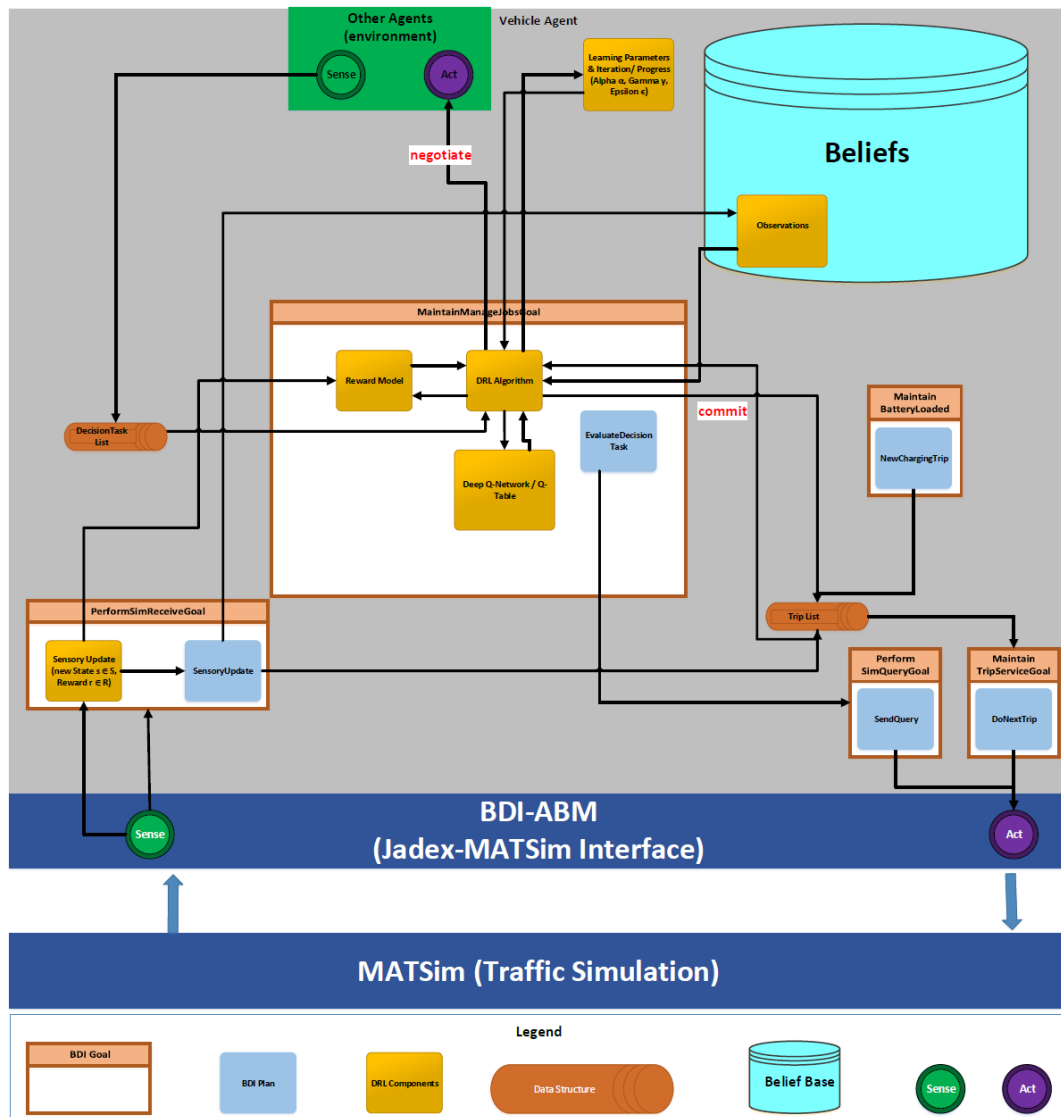 Other Agents
(environment)
Vehicle Agent
Sense
Act
Learning Parameters
& Iteration/ Progress
(Alpha α, Gamma γ,
Epsilon ϵ)
Beliefs
negotiate
Observations
MaintainManageJobsGoal
Reward Model
DRL Algorithm
commit
Maintain
BatteryLoaded
DecisionTask
List
EvaluateDecision
Task
NewChargingTrip
Deep Q-Network / Q-
Table
PerformSimReceiveGoal
Trip List
Sensory Update
(new State s ∈ S,
Reward r ∈ R)
SensoryUpdate
Perform
SimQueryGoal
Maintain
TripServiceGoal
SendQuery
DoNextTrip
Sense
BDI-ABM
(Jadex-MATSim Interface)
Act
MATSim (Traffic Simulation)
Legend
BDI Goal
BDI Plan
DRL Components
Data Structure
Belief Base
Sense
Act